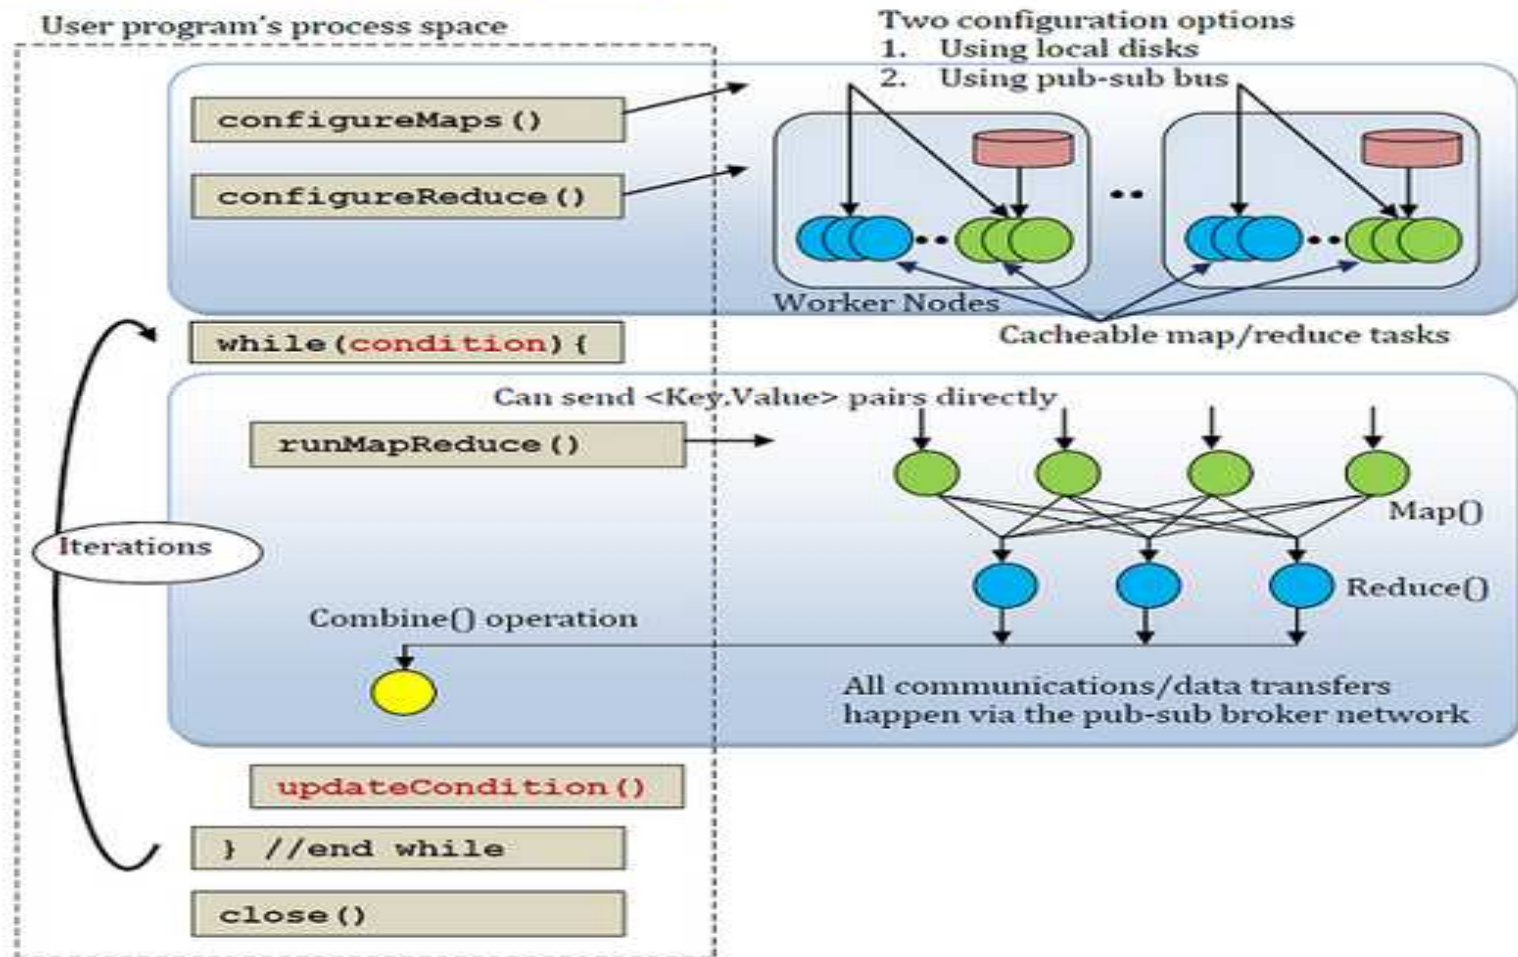 User program's process space
Two configuration options
1. Using local disks
2. Using pub-sub bus
configureMaps()
configureReduce()
Worker Nodes
Cacheable map/reduce tasks
while(condition){
Can send <Key.Value> pairs directly
runMapReduce()
Map()
Iterations
Reduce()
Combine() operation
All communications/data transfers
happen via the pub-sub broker network
updateCondition()
} //end while
close()